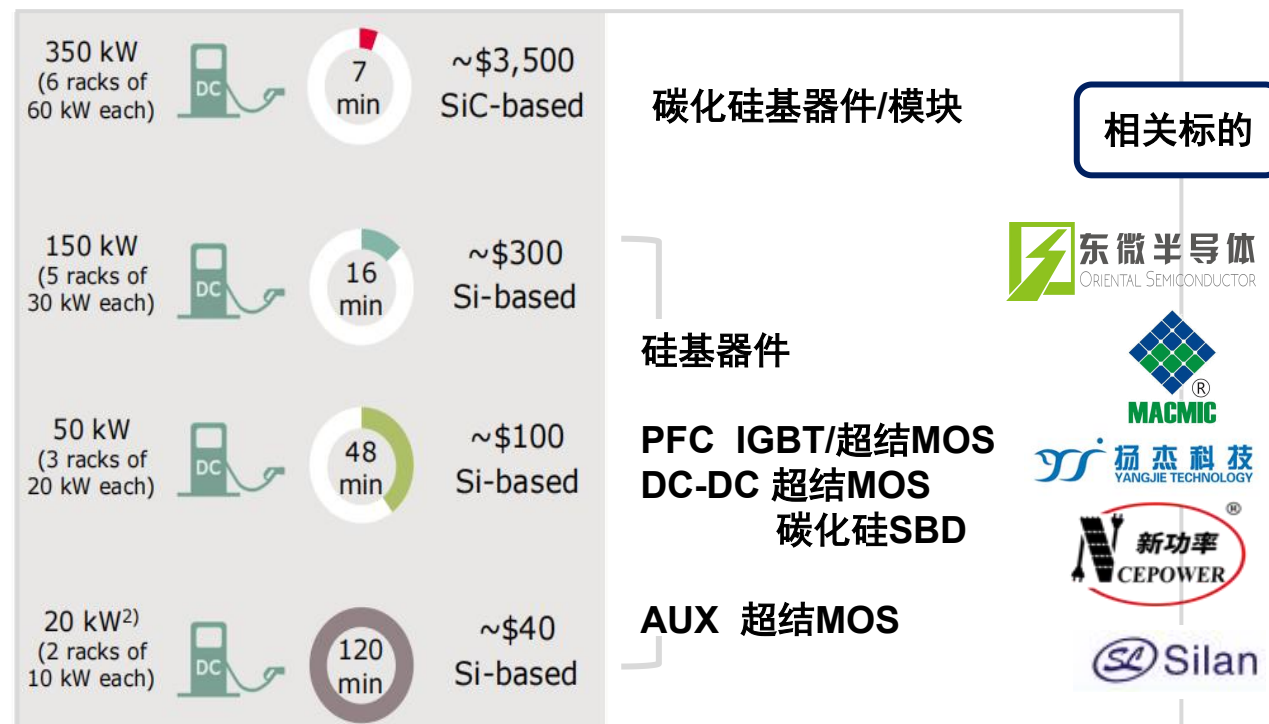 350 kW
(6 racks of
60 kW each)
DC
7
min
~$3,500
SiC-based
碳化硅基器件/模块
相关标的
150 kW
(5 racks of
30 kW each)
DC
16
min
~$300
Si-based
东微半导体
ORIENTAL SEMICONDUCTOR
硅基器件
®
MACMIC
50 kW
(3 racks of
20 kW each)
DC
48
min
~$100
Si-based
PFC IGBT/超结MOS
DC-DC 超结MOS
碳化硅SBD
yj 扬杰科技
YANGJIE TECHNOLOGY
®
新功率
NCEPOWER
20 kW2)
(2 racks of
10 kW each)
DC
120
min
~$40
Si-based
AUX 超结MOS
SL Silan